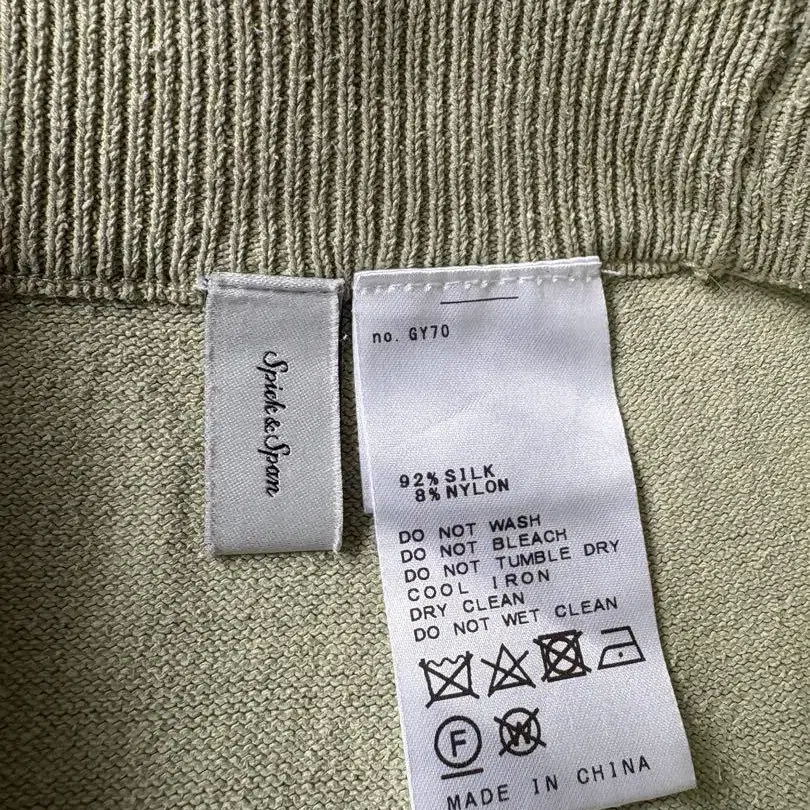 Spick & Span
no. GY70
92% SILK
8% NYLON
DO NOT WASH
DO NOT BLEACH
DO NOT TUMBLE DRY
COOL IRON
DRY CLEAN
DO NOT WET CLEAN
F W
MADE IN CHINA